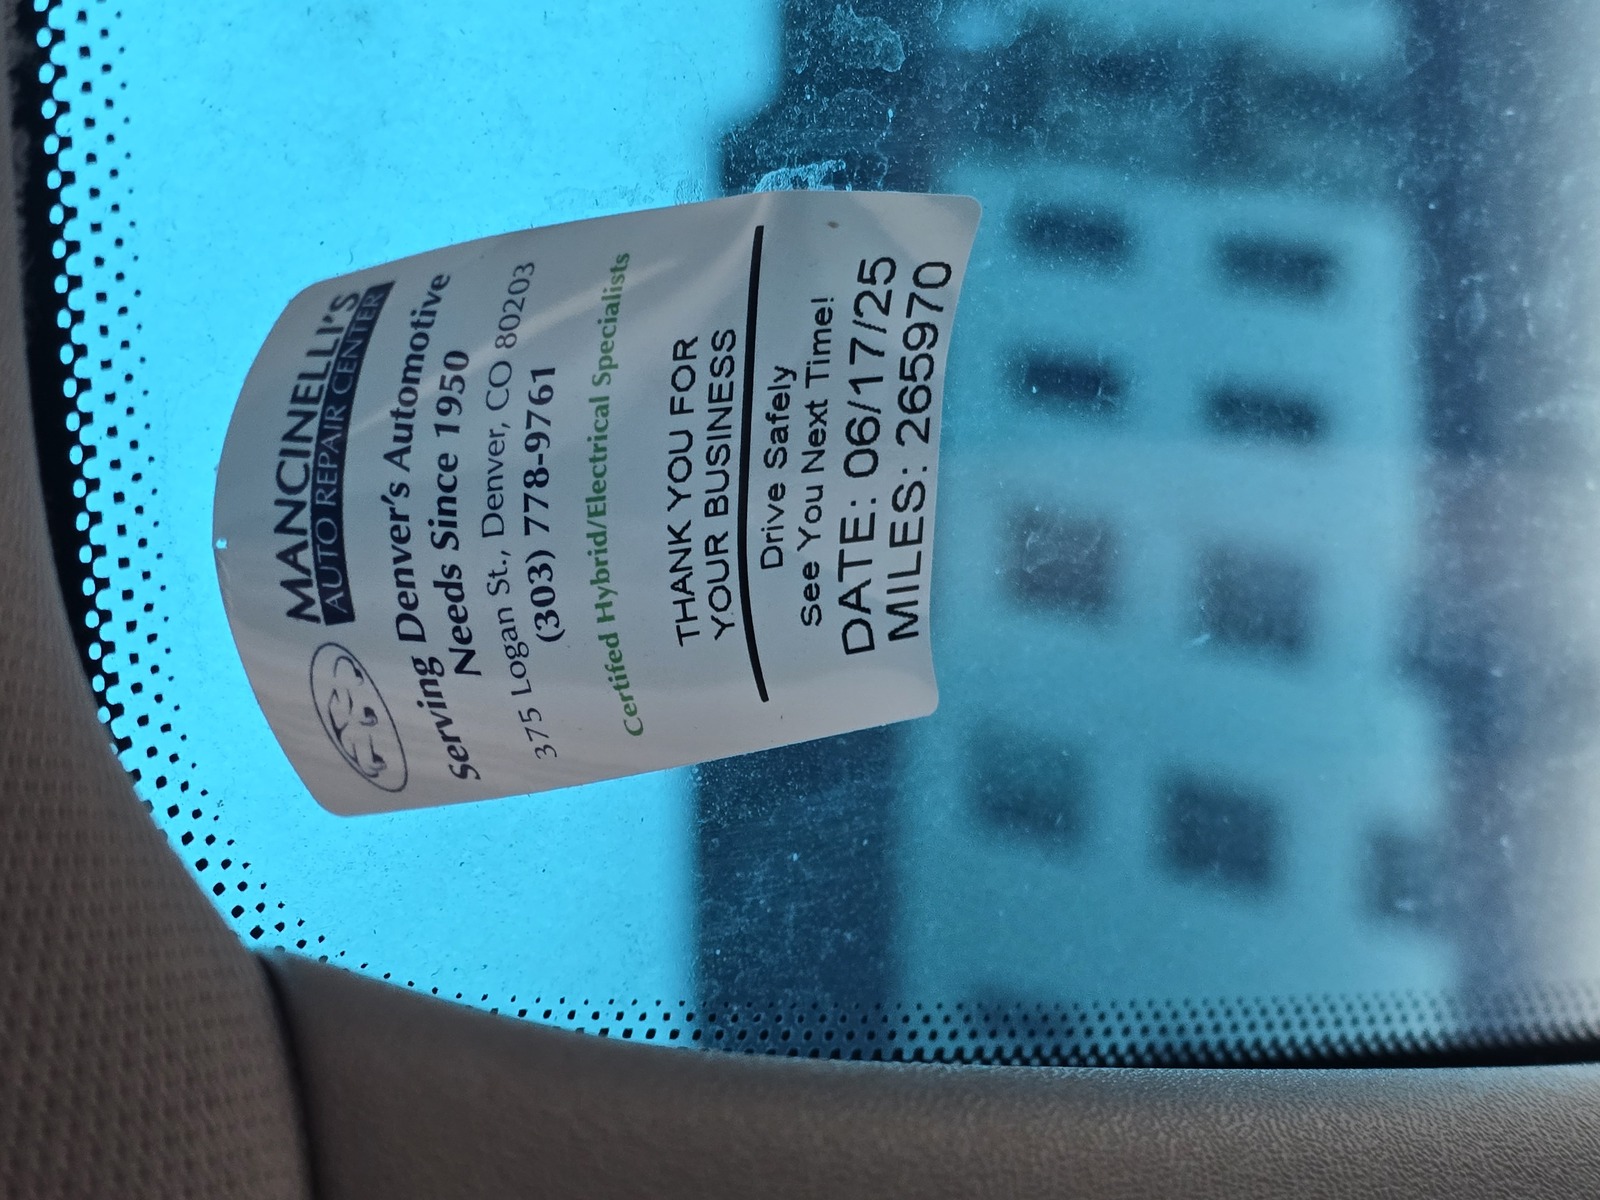 MANCINELLI'S
AUTO REPAIR CENTER
Serving Denver's Automotive
Needs Since 1950
375 Logan St., Denver, CO 80203
(303) 778-9761
Certifed Hybrid/Electrical Specialists
THANK YOU FOR
YOUR BUSINESS
Drive Safely
See You Next Time!
DATE: 06/17/25
MILES: 265970